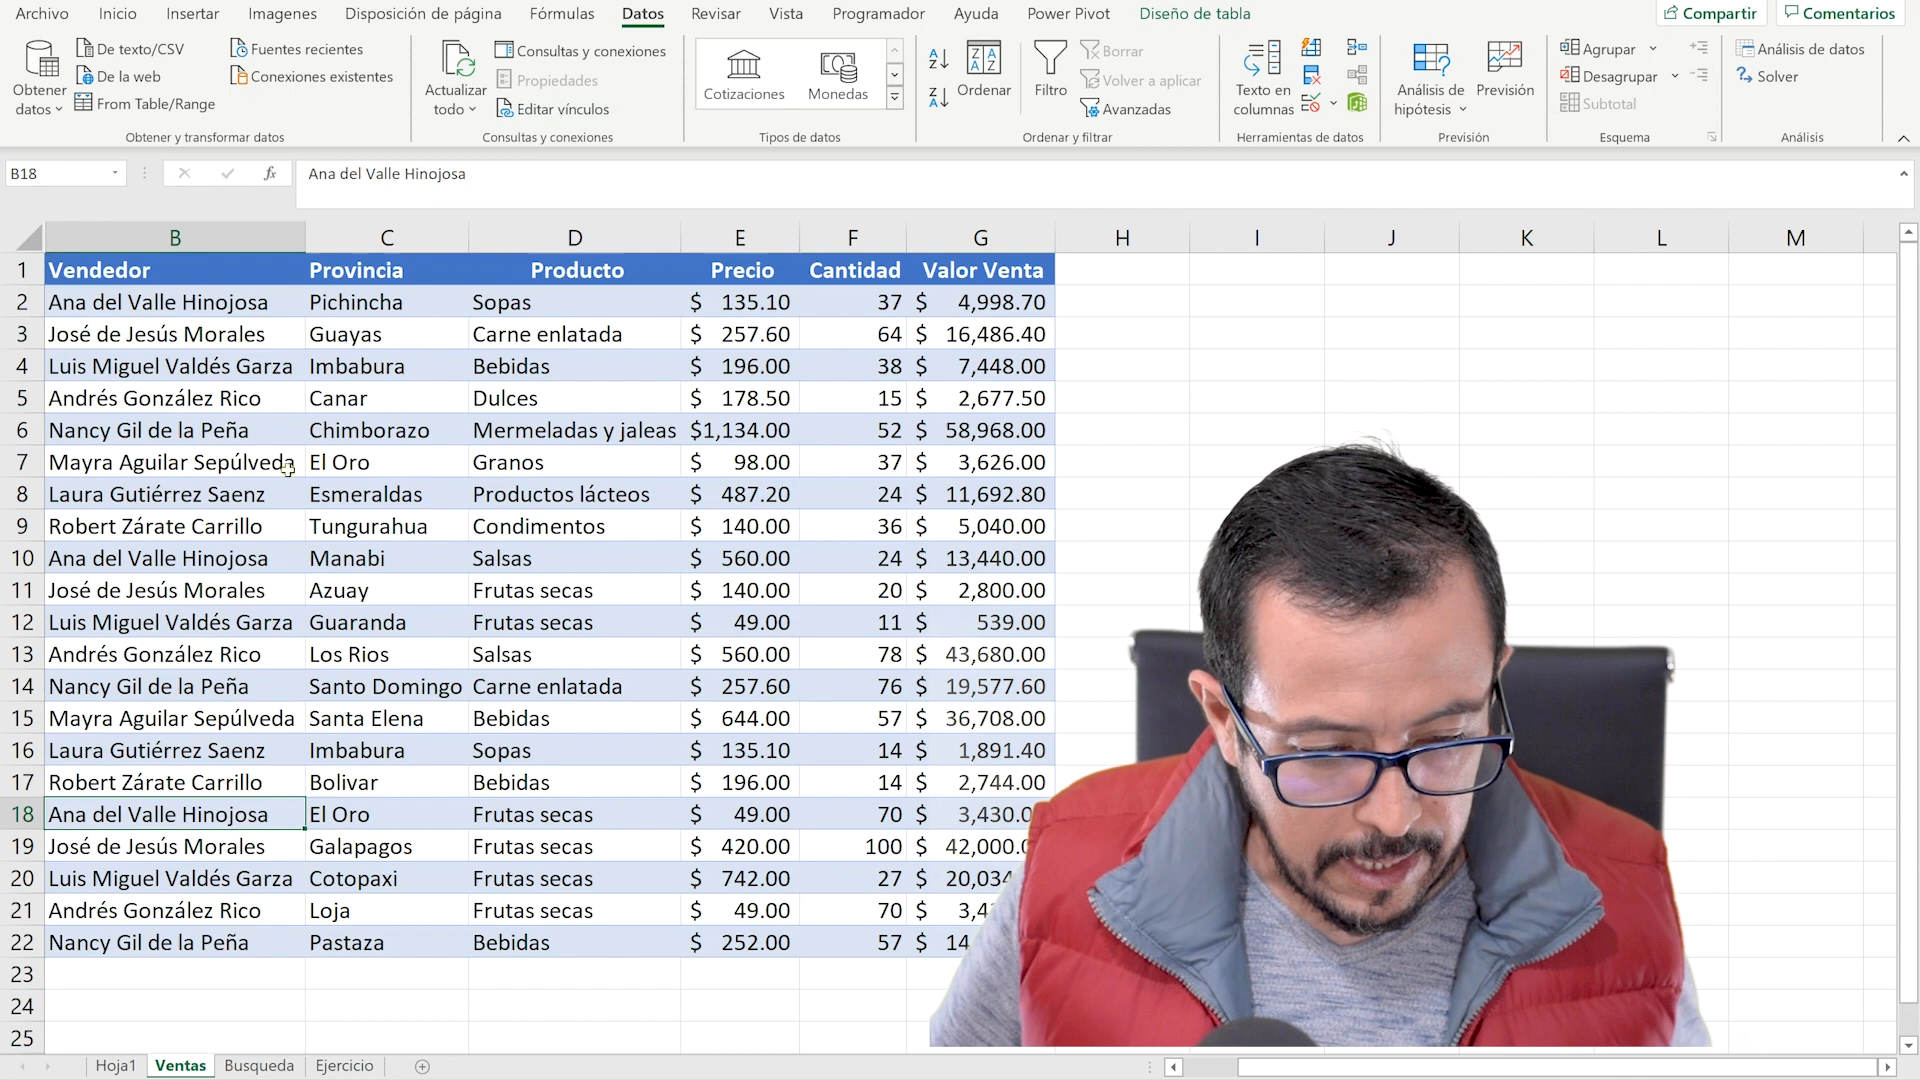 Archivo Inicio Insertar Imagenes Disposición de página Fórmulas Datos Revisar Vista Programador Ayuda Power Pivot Diseño de tabla Compartir Comentarios
Obtener datos
De texto/CSV
De la web
From Table/Range
Fuentes recientes
Conexiones existentes
Obtener y transformar datos
Actualizar todo
Consultas y conexiones
Propiedades
Editar vínculos
Consultas y conexiones
Cotizaciones Monedas
Tipos de datos
Ordenar
Filtro
Borrar
Volver a aplicar
Avanzadas
Ordenar y filtrar
Texto en columnas
Herramientas de datos
Análisis de hipótesis
Previsión
Previsión
Agrupar
Desagrupar
Subtotal
Esquema
Análisis de datos
Solver
Análisis
B18 fx Ana del Valle Hinojosa
B C D E F G H I J K L M
1 Vendedor Provincia Producto Precio Cantidad Valor Venta
2 Ana del Valle Hinojosa Pichincha Sopas $ 135.10 37 $ 4,998.70
3 José de Jesús Morales Guayas Carne enlatada $ 257.60 64 $ 16,486.40
4 Luis Miguel Valdés Garza Imbabura Bebidas $ 196.00 38 $ 7,448.00
5 Andrés González Rico Canar Dulces $ 178.50 15 $ 2,677.50
6 Nancy Gil de la Peña Chimborazo Mermeladas y jaleas $1,134.00 52 $ 58,968.00
7 Mayra Aguilar Sepúlveda El Oro Granos $ 98.00 37 $ 3,626.00
8 Laura Gutiérrez Saenz Esmeraldas Productos lácteos $ 487.20 24 $ 11,692.80
9 Robert Zárate Carrillo Tungurahua Condimentos $ 140.00 36 $ 5,040.00
10 Ana del Valle Hinojosa Manabi Salsas $ 560.00 24 $ 13,440.00
11 José de Jesús Morales Azuay Frutas secas $ 140.00 20 $ 2,800.00
12 Luis Miguel Valdés Garza Guaranda Frutas secas $ 49.00 11 $ 539.00
13 Andrés González Rico Los Rios Salsas $ 560.00 78 $ 43,680.00
14 Nancy Gil de la Peña Santo Domingo Carne enlatada $ 257.60 76 $ 19,577.60
15 Mayra Aguilar Sepúlveda Santa Elena Bebidas $ 644.00 57 $ 36,708.00
16 Laura Gutiérrez Saenz Imbabura Sopas $ 135.10 14 $ 1,891.40
17 Robert Zárate Carrillo Bolivar Bebidas $ 196.00 14 $ 2,744.00
18 Ana del Valle Hinojosa El Oro Frutas secas $ 49.00 70 $ 3,430.0
19 José de Jesús Morales Galapagos Frutas secas $ 420.00 100 $ 42,000.
20 Luis Miguel Valdés Garza Cotopaxi Frutas secas $ 742.00 27 $ 20,034
21 Andrés González Rico Loja Frutas secas $ 49.00 70 $ 3,4
22 Nancy Gil de la Peña Pastaza Bebidas $ 252.00 57 $ 14
23
24
25
Hoja1 Ventas Busqueda Ejercicio